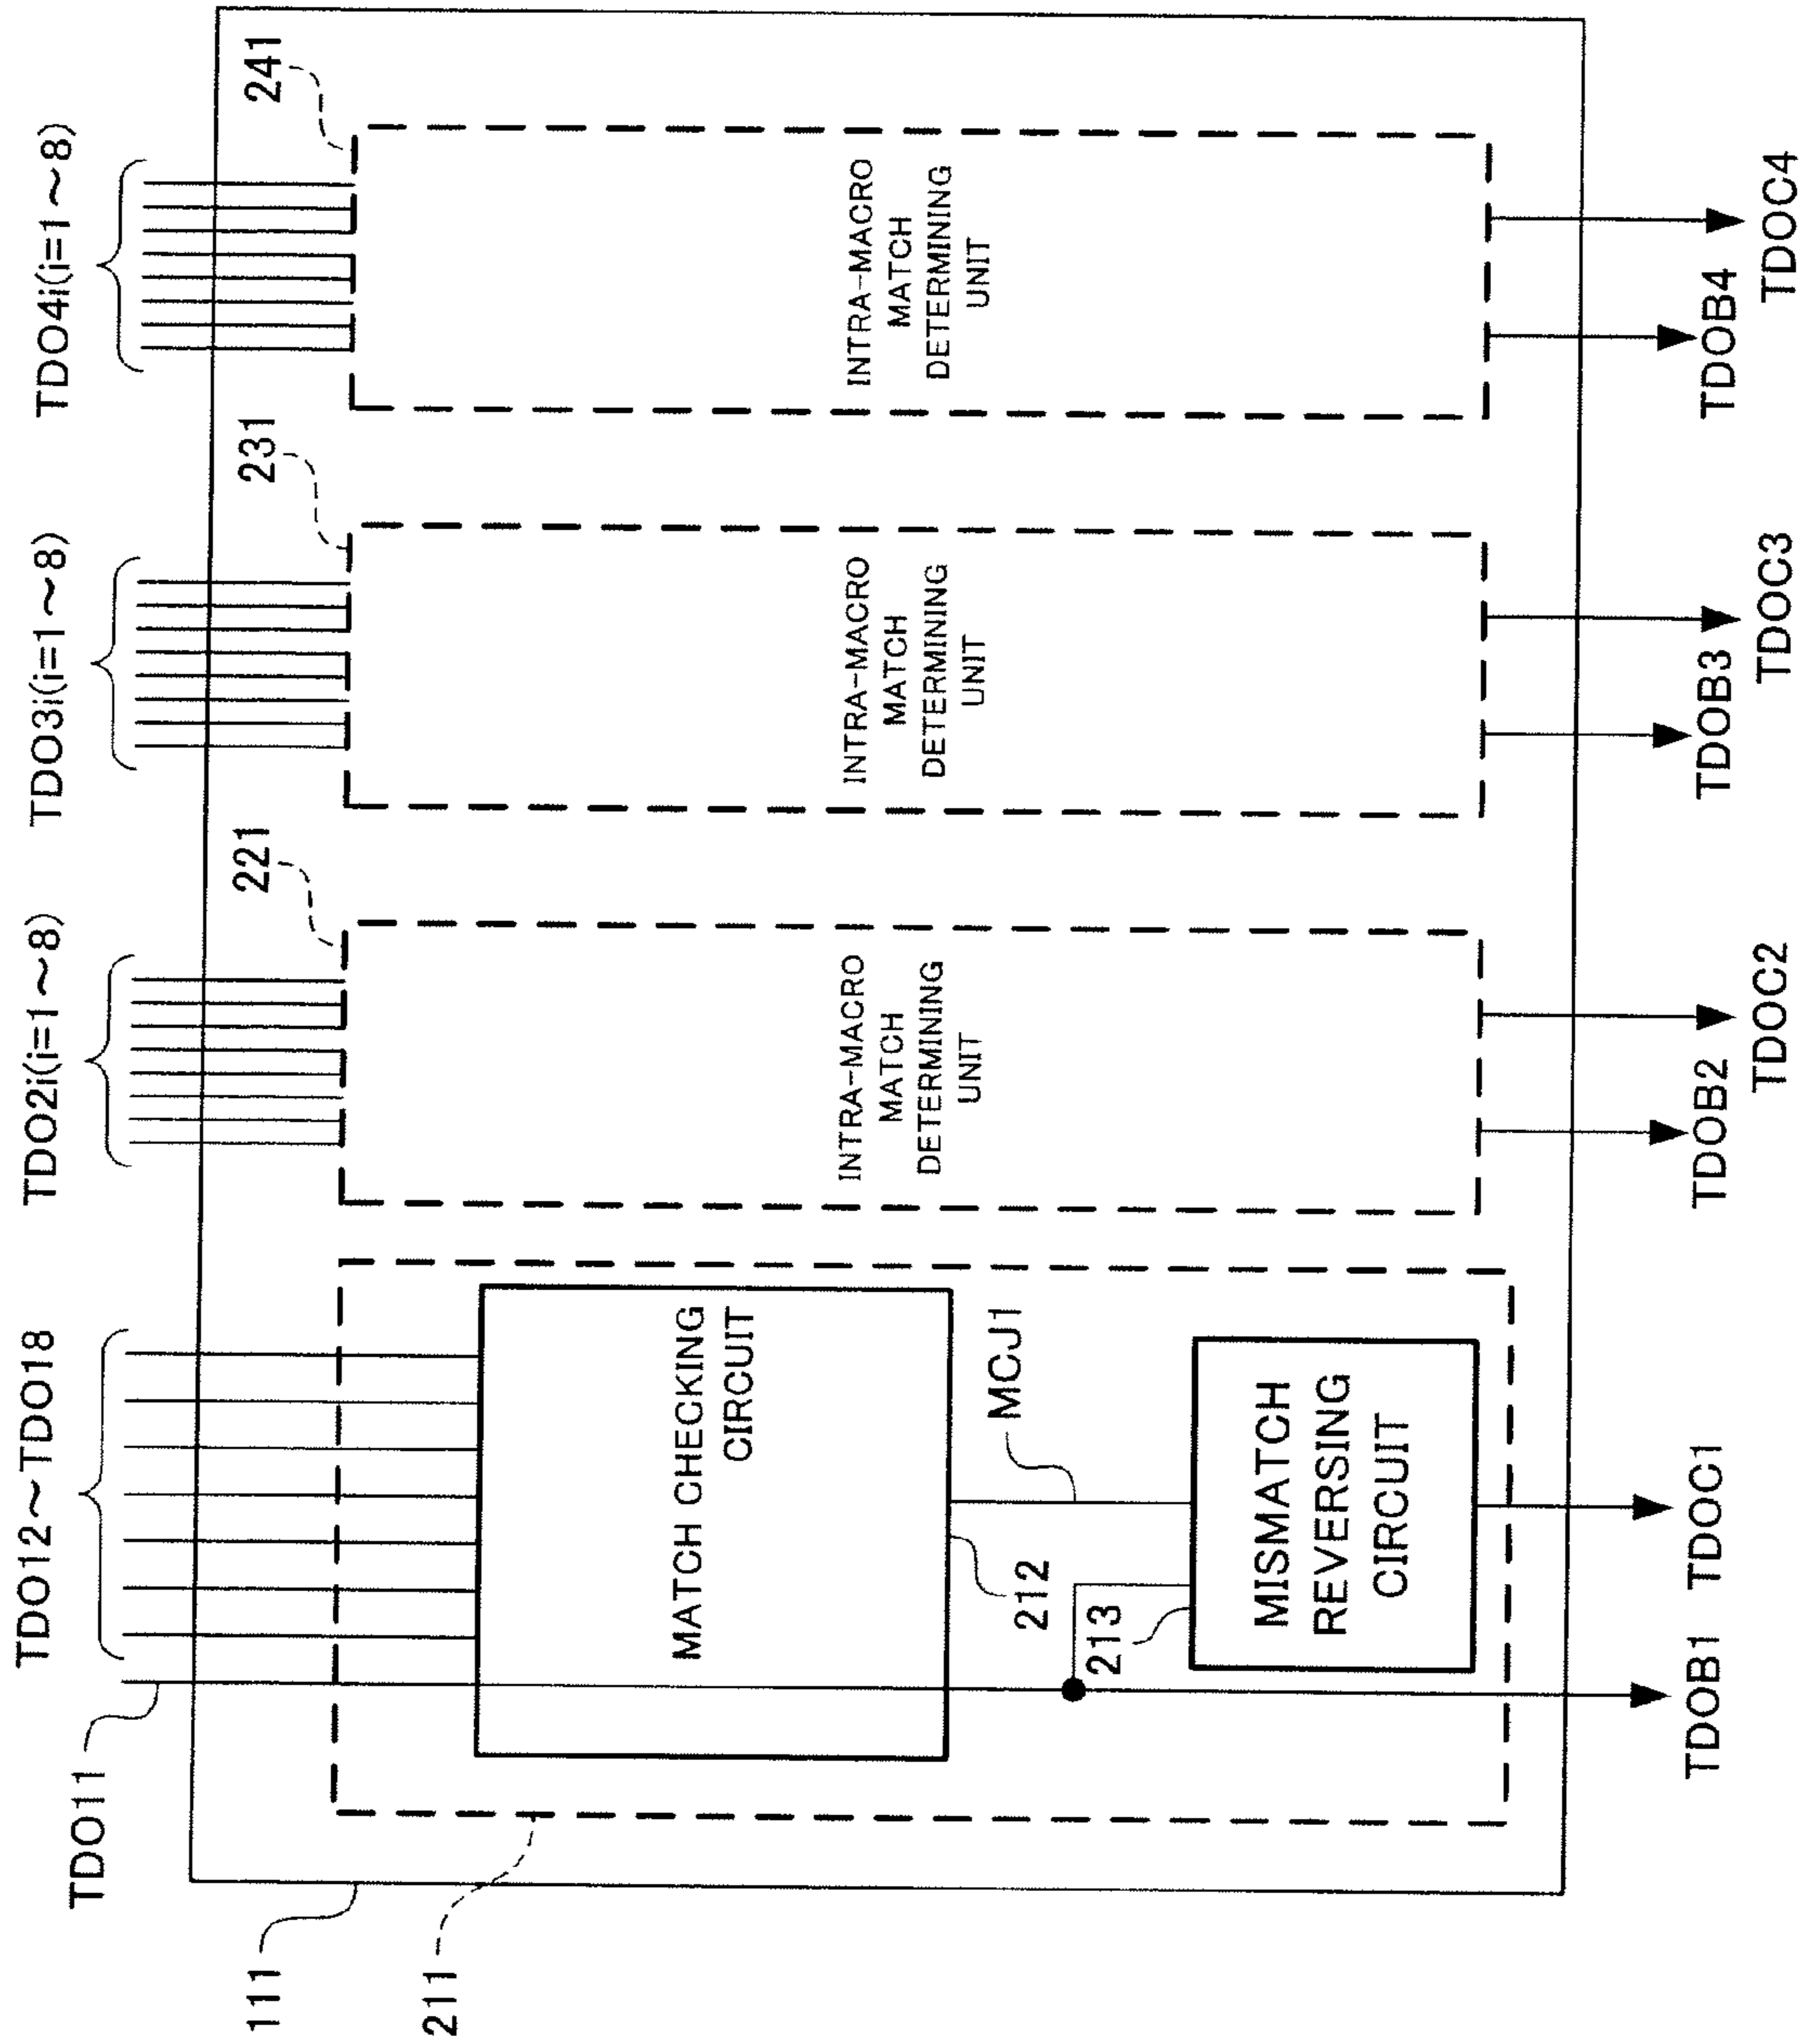 TDO11
TDO12～TDO18
TDO2i(i=1～8)
TDO3i(i=1～8)
TDO4i(i=1～8)
111
211
221
231
241
MATCH CHECKING
CIRCUIT
212
MCJ1
213
MISMATCH
REVERSING
CIRCUIT
INTRA-MACRO
MATCH
DETERMINING
UNIT
INTRA-MACRO
MATCH
DETERMINING
UNIT
INTRA-MACRO
MATCH
DETERMINING
UNIT
TDOB1
TDOC1
TDOB2
TDOC2
TDOB3
TDOC3
TDOB4
TDOC4